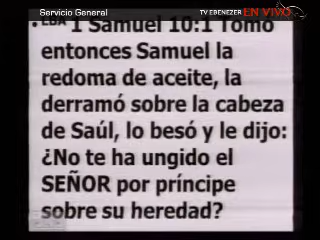 Servicio General
TV EBENEZER EN VIVO
• LBA 1 Samuel 10:1 Tomó
entonces Samuel la
redoma de aceite, la
derramó sobre la cabeza
de Saúl, lo besó y le dijo:
¿No te ha ungido el
SEÑOR por príncipe
sobre su heredad?